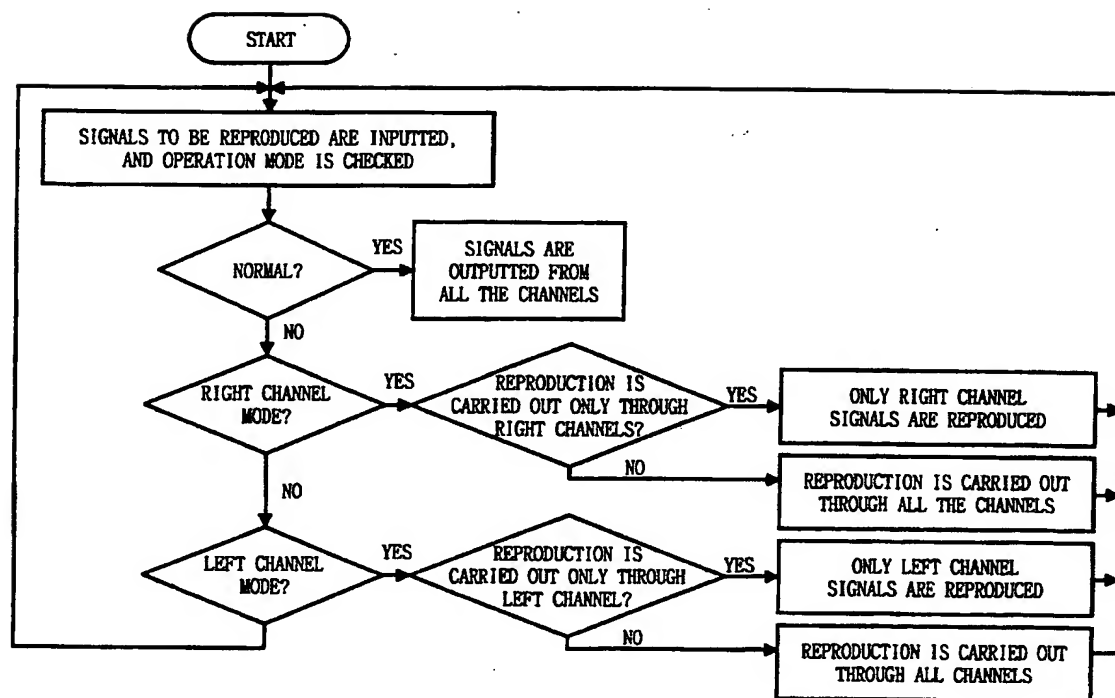 START
SIGNALS TO BE REPRODUCED ARE INPUTTED,
AND OPERATION MODE IS CHECKED
NORMAL?
YES
SIGNALS ARE
OUTPUTTED FROM
ALL THE CHANNELS
NO
RIGHT CHANNEL
MODE?
YES
REPRODUCTION IS
CARRIED OUT ONLY THROUGH
RIGHT CHANNELS?
YES
ONLY RIGHT CHANNEL
SIGNALS ARE REPRODUCED
NO
REPRODUCTION IS CARRIED OUT
THROUGH ALL THE CHANNELS
NO
LEFT CHANNEL
MODE?
YES
REPRODUCTION IS
CARRIED OUT ONLY THROUGH
LEFT CHANNEL?
YES
ONLY LEFT CHANNEL
SIGNALS ARE REPRODUCED
NO
REPRODUCTION IS CARRIED OUT
THROUGH ALL CHANNELS